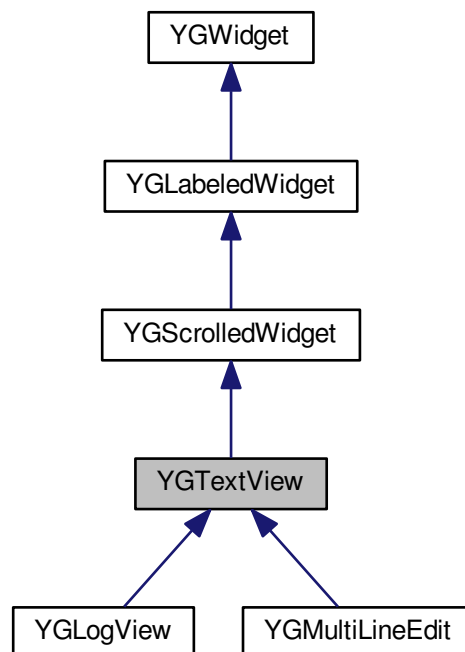 YGWidget
YGLabeledWidget
YGScrolledWidget
YGTextView
YGLogView
YGMultiLineEdit